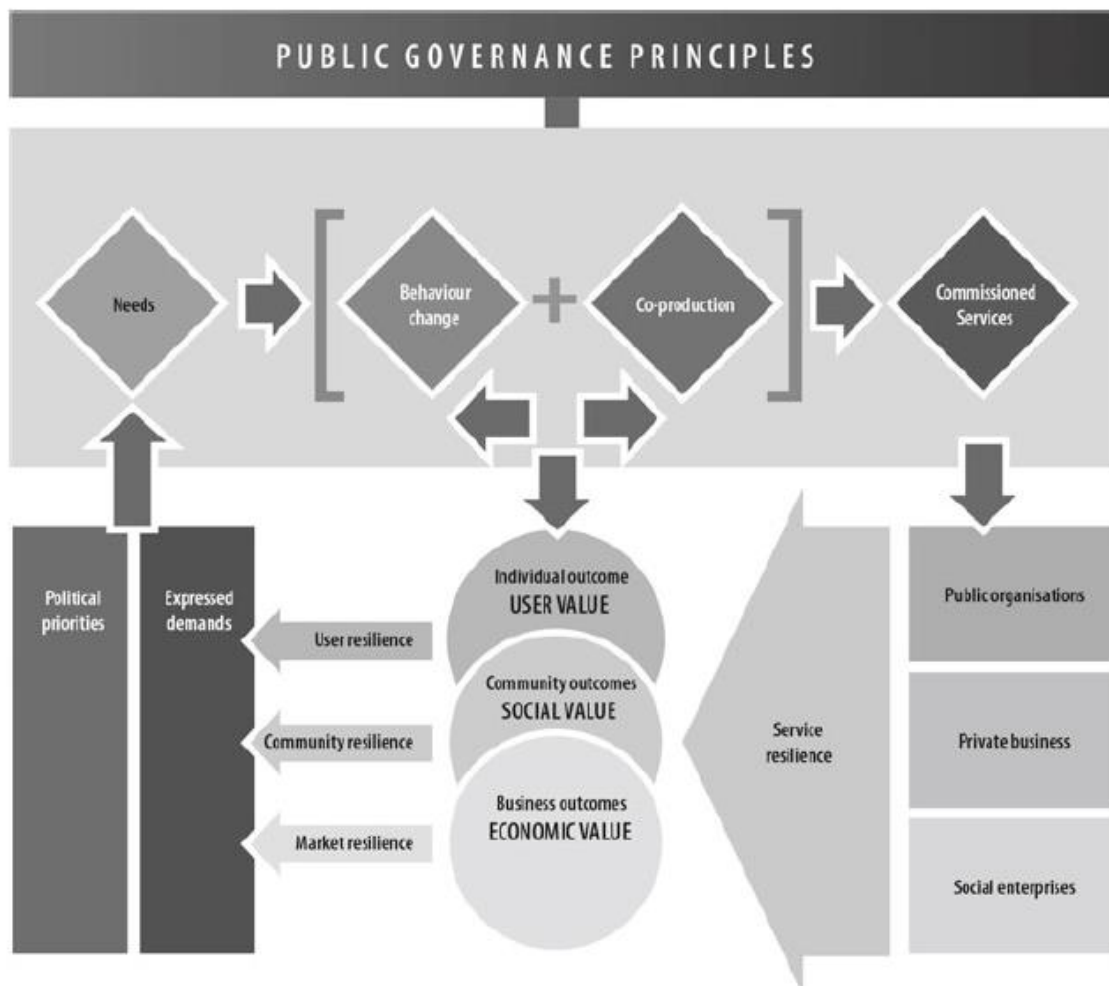 PUBLIC GOVERNANCE PRINCIPLES
Needs
Behaviour
change
+
Co-production
Commissioned
Services
Political
priorities
Expressed
demands
User resilience
Community resilience
Market resilience
Individual outcome
USER VALUE
Community outcomes
SOCIAL VALUE
Business outcomes
ECONOMIC VALUE
Service
resilience
Public organisations
Private business
Social enterprises